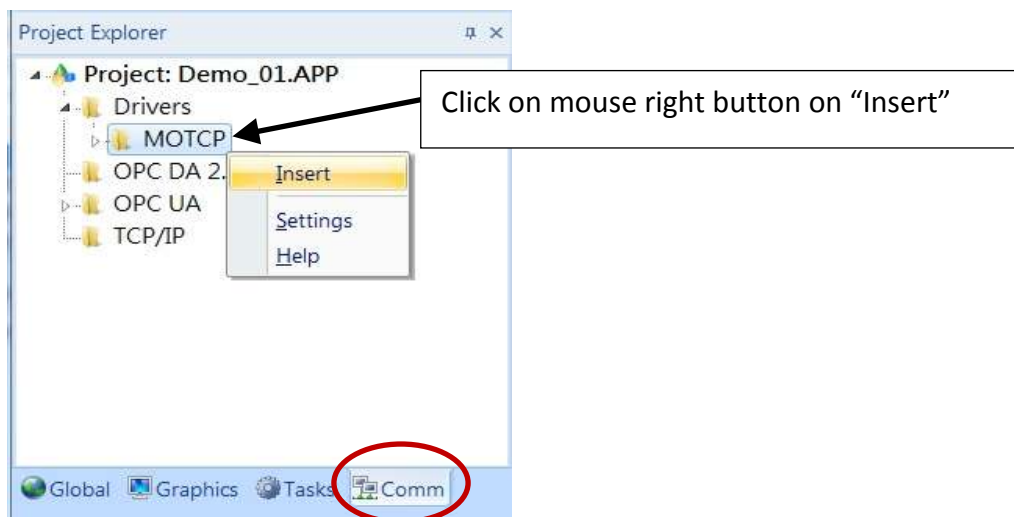 Project Explorer
Project: Demo_01.APP
Click on mouse right button on “Insert”
Drivers
MOTCP
OPC DA 2.
Insert
OPC UA
Settings
TCP/IP
Help
Global Graphics Tasks Comm